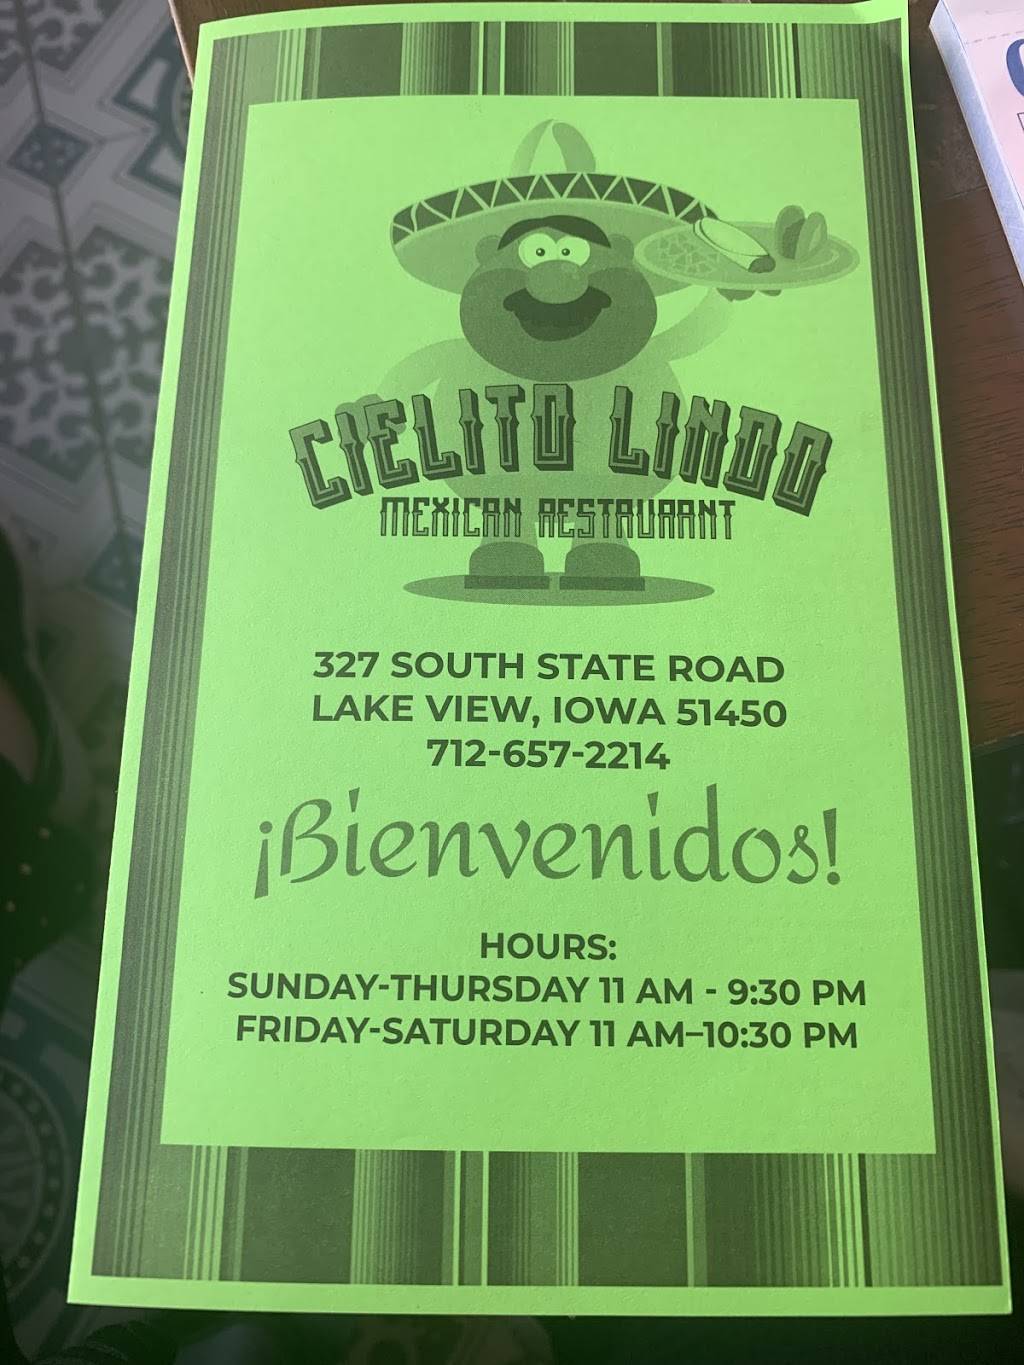 CIELITO LINDO
MEXICAN RESTAURANT
327 SOUTH STATE ROAD
LAKE VIEW, IOWA 51450
712-657-2214
¡Bienvenidos!
HOURS:
SUNDAY-THURSDAY 11 AM - 9:30 PM
FRIDAY-SATURDAY 11 AM–10:30 PM